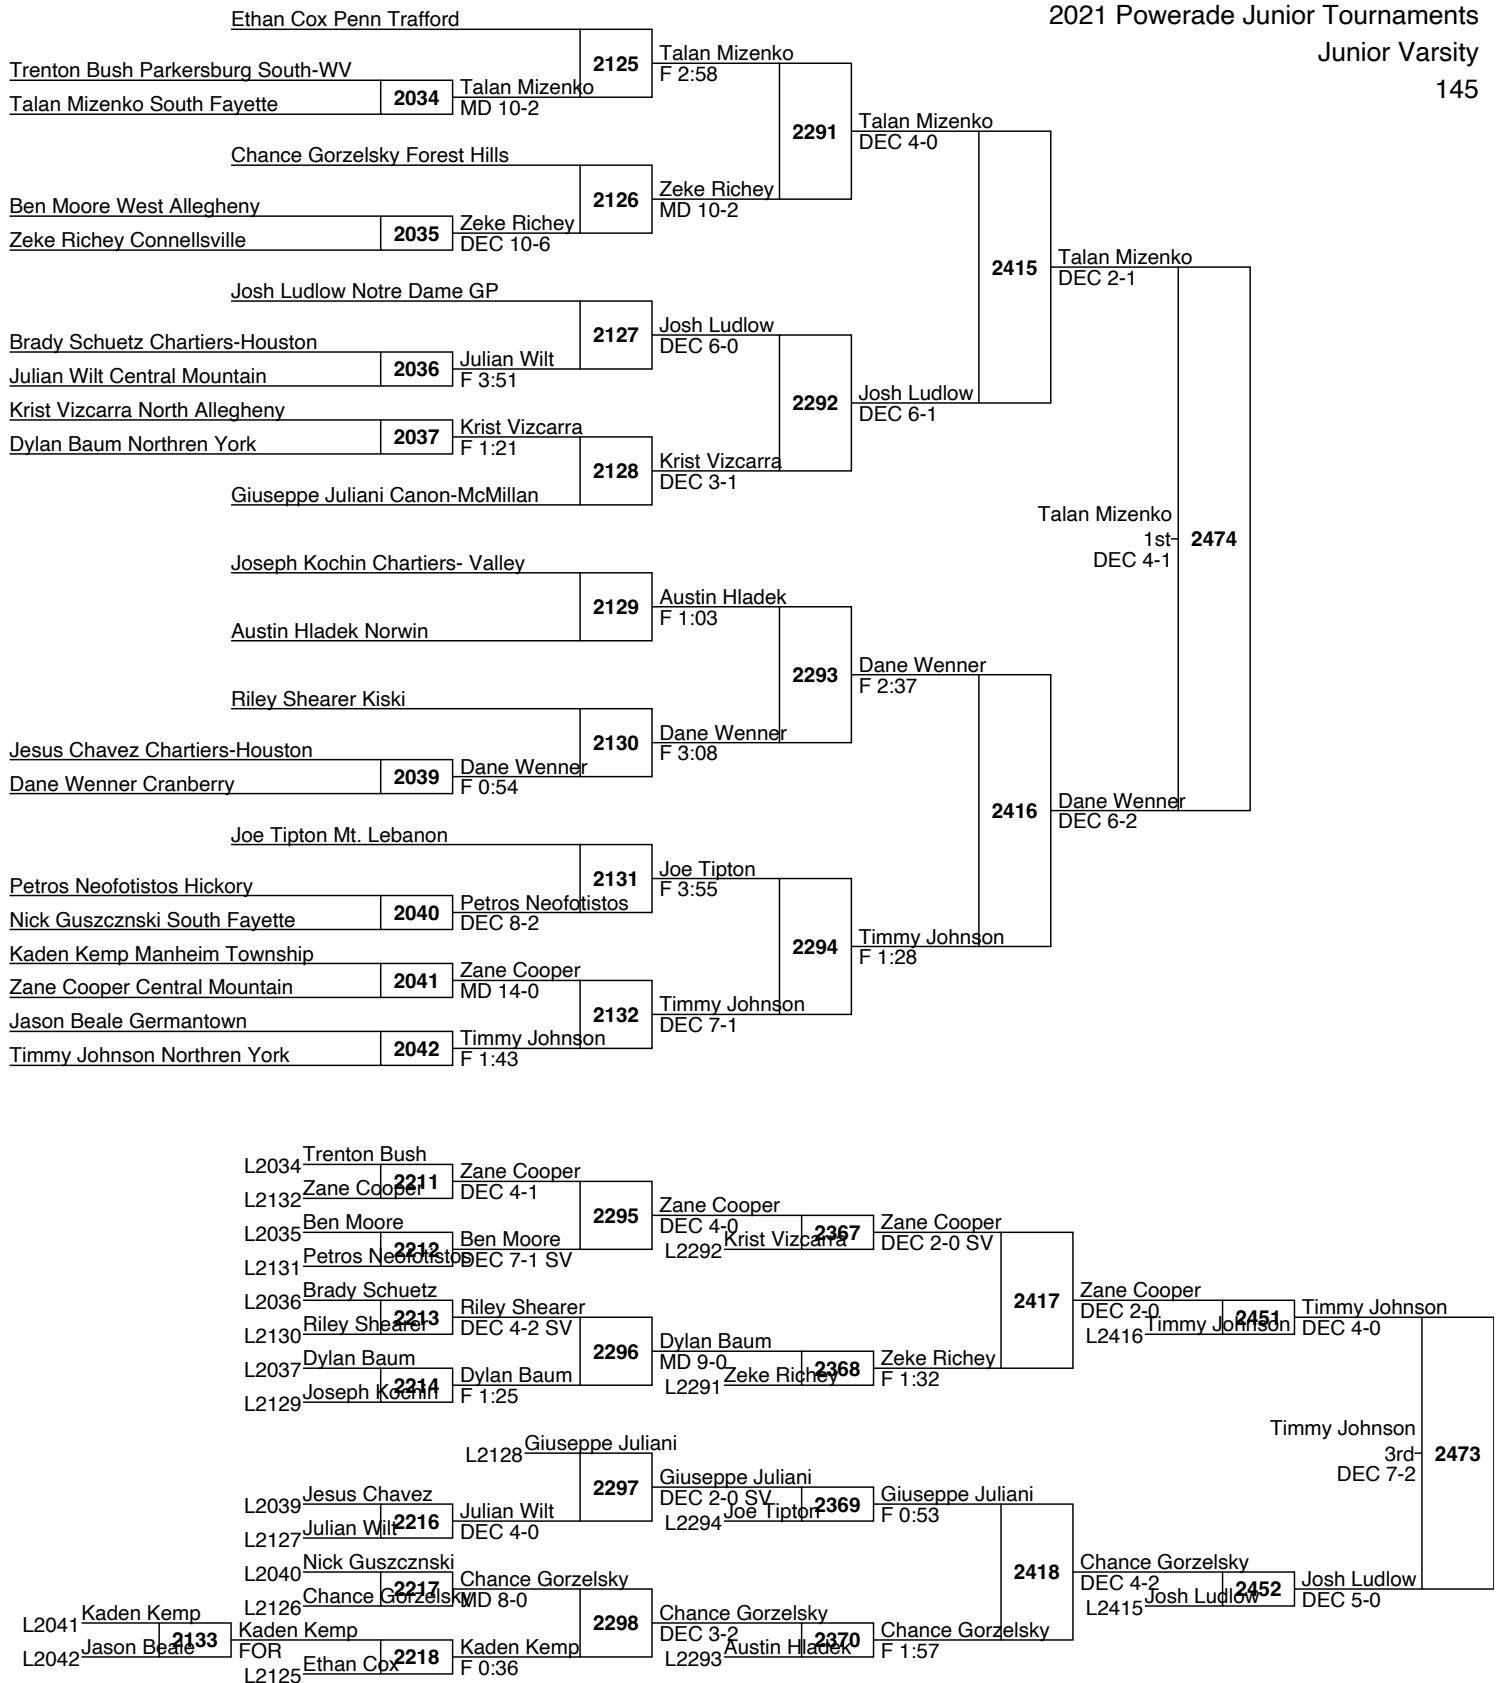 2021 Powerade Junior Tournaments
Junior Varsity
145
Ethan Cox Penn Trafford
2125
Talan Mizenko
F 2:58
Trenton Bush Parkersburg South-WV
Talan Mizenko South Fayette
2034
Talan Mizenko
MD 10-2
2291
Talan Mizenko
DEC 4-0
Chance Gorzelsky Forest Hills
2126
Zeke Richey
MD 10-2
Ben Moore West Allegheny
Zeke Richey Connellsville
2035
Zeke Richey
DEC 10-6
2415
Talan Mizenko
DEC 2-1
Josh Ludlow Notre Dame GP
2127
Josh Ludlow
DEC 6-0
Brady Schuetz Chartiers-Houston
Julian Wilt Central Mountain
2036
Julian Wilt
F 3:51
2292
Josh Ludlow
DEC 6-1
Krist Vizcarra North Allegheny
Dylan Baum Northren York
2037
Krist Vizcarra
F 1:21
2128
Krist Vizcarra
DEC 3-1
Giuseppe Juliani Canon-McMillan
Talan Mizenko
1st
DEC 4-1
2474
Joseph Kochin Chartiers- Valley
2129
Austin Hladek
F 1:03
Austin Hladek Norwin
2293
Dane Wenner
F 2:37
Riley Shearer Kiski
2130
Dane Wenner
F 3:08
Jesus Chavez Chartiers-Houston
Dane Wenner Cranberry
2039
Dane Wenner
F 0:54
2416
Dane Wenner
DEC 6-2
Joe Tipton Mt. Lebanon
2131
Joe Tipton
F 3:55
Petros Neofotistos Hickory
Nick Guszcznski South Fayette
2040
Petros Neofotistos
DEC 8-2
2294
Timmy Johnson
F 1:28
Kaden Kemp Manheim Township
Zane Cooper Central Mountain
2041
Zane Cooper
MD 14-0
2132
Timmy Johnson
DEC 7-1
Jason Beale Germantown
Timmy Johnson Northren York
2042
Timmy Johnson
F 1:43
L2034 Trenton Bush
L2132 Zane Cooper
2211
Zane Cooper
DEC 4-1
2295
Zane Cooper
DEC 4-0
L2035 Ben Moore
L2131 Petros Neofotistos
2212
Ben Moore
DEC 7-1 SV
L2292 Krist Vizcarra
2367
Zane Cooper
DEC 2-0 SV
L2036 Brady Schuetz
L2130 Riley Shearer
2213
Riley Shearer
DEC 4-2 SV
2417
Zane Cooper
DEC 2-0
L2416 Timmy Johnson
2451
Timmy Johnson
DEC 4-0
2296
Dylan Baum
MD 9-0
L2037 Dylan Baum
L2129 Joseph Kochin
2214
Dylan Baum
F 1:25
L2291 Zeke Richey
2368
Zeke Richey
F 1:32
Timmy Johnson
3rd
DEC 7-2
2473
L2128 Giuseppe Juliani
2297
Giuseppe Juliani
DEC 2-0 SV
L2039 Jesus Chavez
L2127 Julian Wilt
2216
Julian Wilt
DEC 4-0
L2294 Joe Tipton
2369
Giuseppe Juliani
F 0:53
L2040 Nick Guszcznski
L2126 Chance Gorzelsky
2217
Chance Gorzelsky
MD 8-0
2418
Chance Gorzelsky
DEC 4-2
L2415 Josh Ludlow
2452
Josh Ludlow
DEC 5-0
2298
Chance Gorzelsky
DEC 3-2
L2293 Austin Hladek
2370
Chance Gorzelsky
F 1:57
L2041 Kaden Kemp
L2042 Jason Beale
2133
Kaden Kemp
FOR
L2125 Ethan Cox
2218
Kaden Kemp
F 0:36